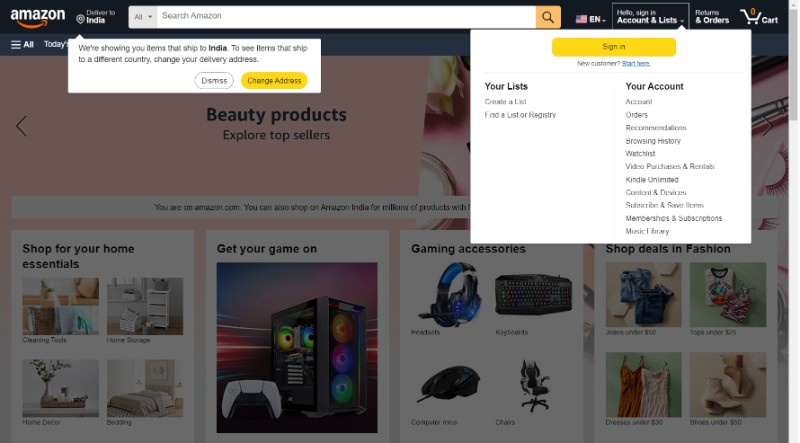 amazon
Deliver to
India
All
Search Amazon
EN
Hello, sign in
Account & Lists
Returns
& Orders
0
Cart
All
Today's
We're showing you items that ship to India. To see items that ship
to a different country, change your delivery address.
Dismiss
Change Address
Sign in
New customer? Start here.
Your Lists
Create a List
Find a List or Registry
Your Account
Account
Orders
Recommendations
Browsing History
Watchlist
Video Purchases & Rentals
Kindle Unlimited
Content & Devices
Subscribe & Save Items
Memberships & Subscriptions
Music Library
Beauty products
Explore top sellers
You are on amazon.com. You can also shop on Amazon India for millions of products with
Shop for your home
essentials
Cleaning Tools
Home Storage
Home Decor
Bedding
Get your game on
Gaming accessories
Headsets
Keyboards
Computer mice
Chairs
Shop deals in Fashion
Jeans under $50
Tops under $25
Dresses under $30
Shoes under $50